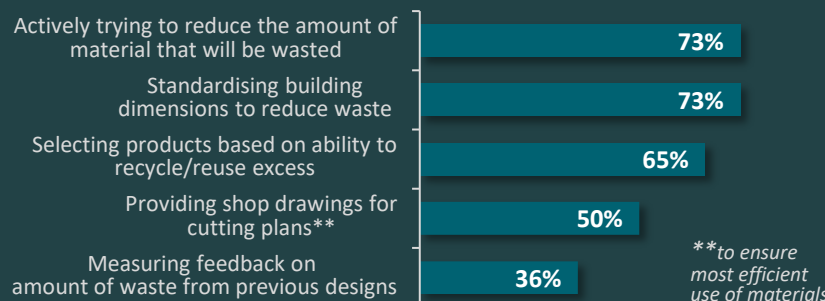 Actively trying to reduce the amount of
material that will be wasted
73%
Standardising building
dimensions to reduce waste
73%
Selecting products based on ability to
recycle/reuse excess
65%
Providing shop drawings for
cutting plans**
50%
Measuring feedback on
amount of waste from previous designs
36%
**to ensure
most efficient
use of materials